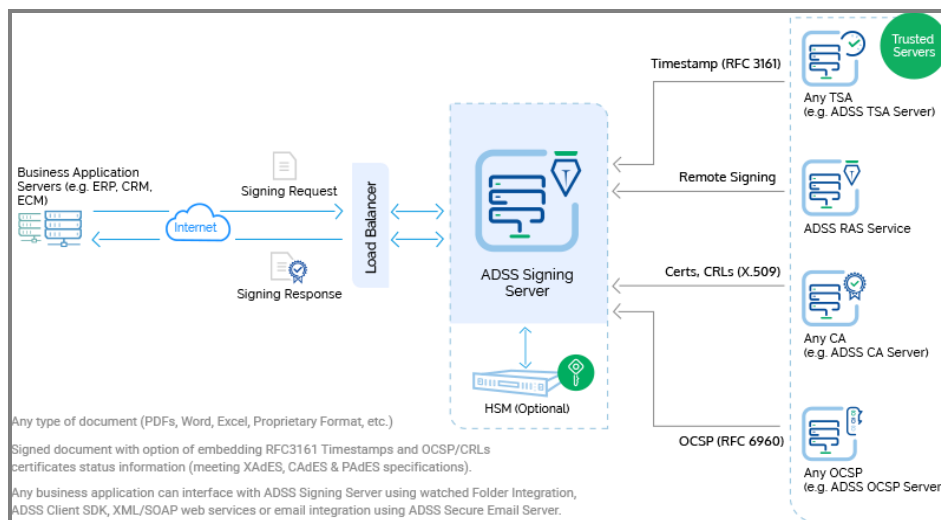 Trusted
Servers
Timestamp (RFC 3161)
Any TSA
(e.g. ADSS TSA Server)
Business Application
Servers (e.g. ERP, CRM,
ECM)
Signing Request
Internet
Signing Response
Load Balancer
T
ADSS Signing
Server
Remote Signing
T
ADSS RAS Service
Certs, CRLs (X.509)
Any CA
(e.g. ADSS CA Server)
HSM (Optional)
OCSP (RFC 6960)
Any OCSP
(e.g. ADSS OCSP Server
Any type of document (PDFs, Word, Excel, Proprietary Format, etc.)
Signed document with option of embedding RFC3161 Timestamps and OCSP/CRLs
certificates status information (meeting XAdES, CAdES & PAdES specifications).
Any business application can interface with ADSS Signing Server using watched Folder Integration,
ADSS Client SDK, XML/SOAP web services or email integration using ADSS Secure Email Server.